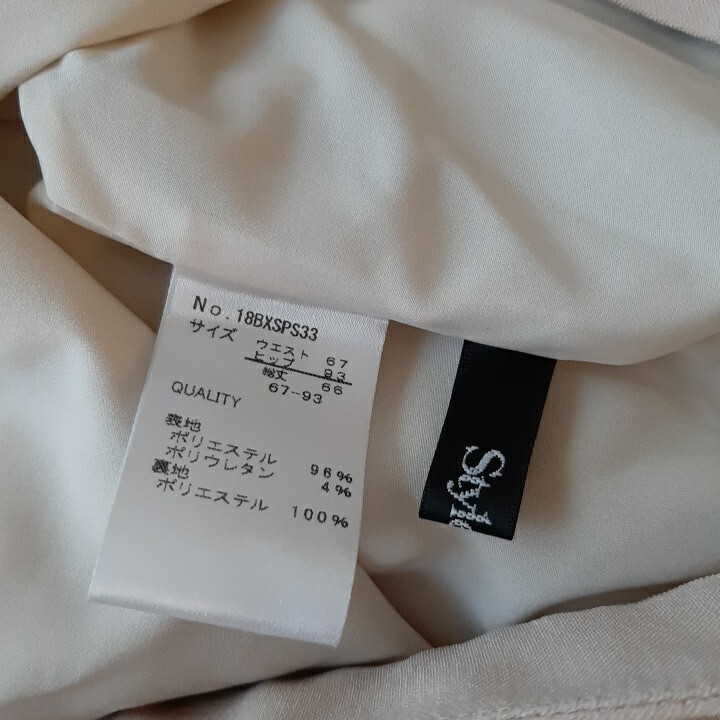 No.18BXSPS33
サイズ
ウエスト 67
ヒップ 93
総丈 66
67-93
QUALITY
表地
ポリエステル 96%
ポリウレタン 4%
裏地
ポリエステル 100%